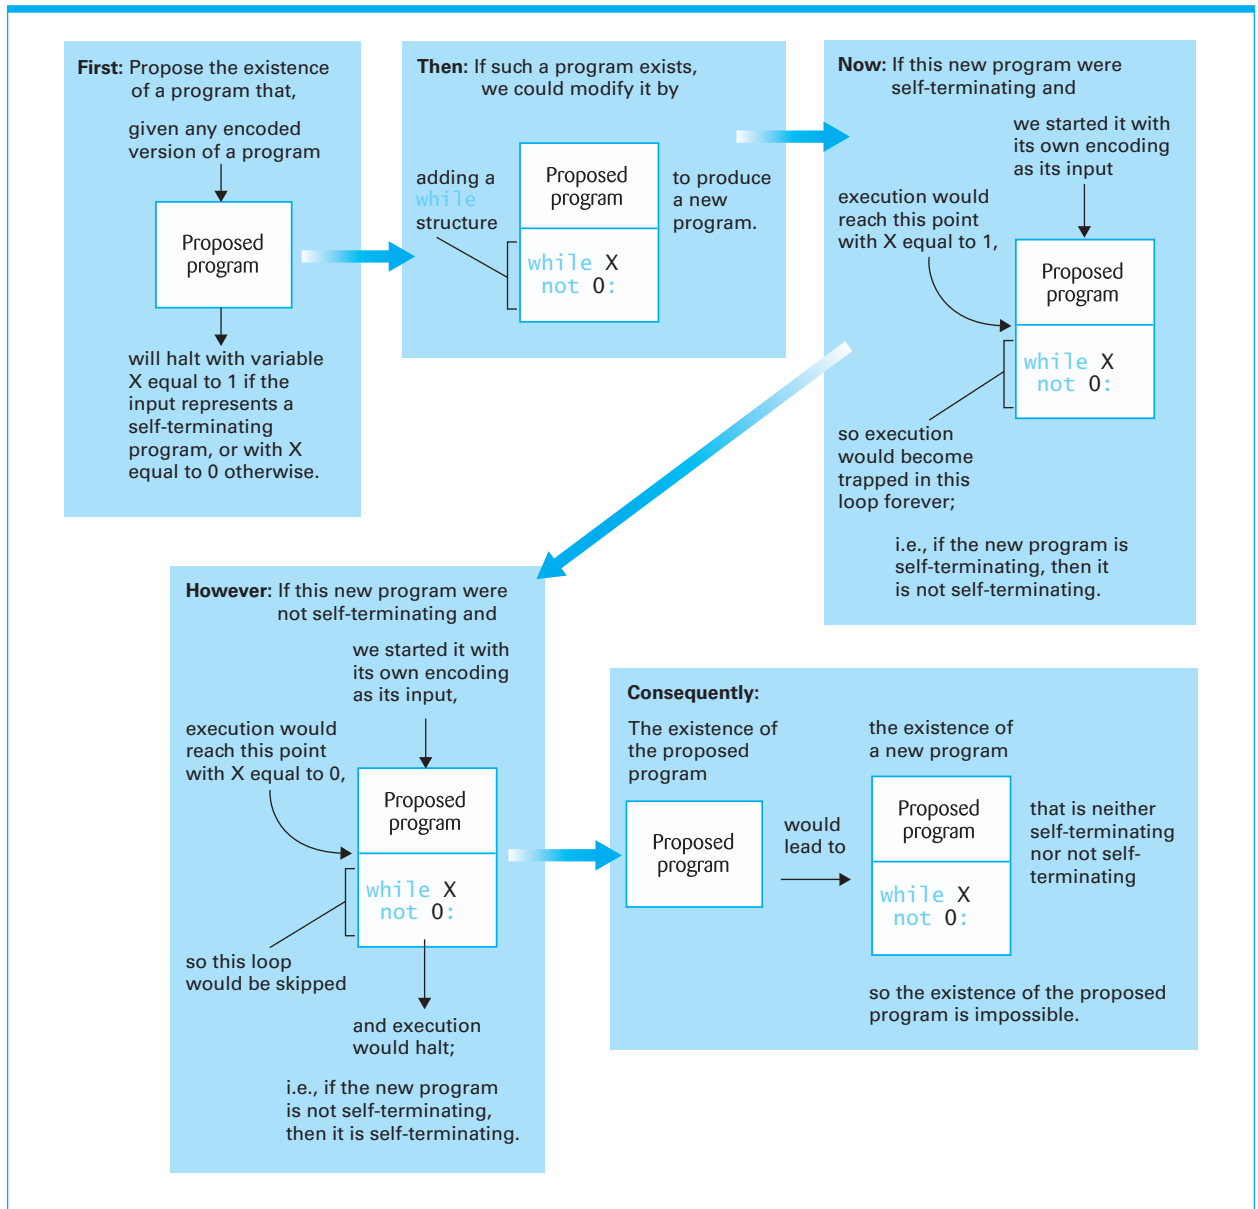 First: Propose the existence
of a program that,
given any encoded
version of a program
Proposed
program
will halt with variable
X equal to 1 if the
input represents a
self-terminating
program, or with X
equal to 0 otherwise.
Then: If such a program exists,
we could modify it by
adding a
while
structure
Proposed
program
while X
not 0:
to produce
a new
program.
Now: If this new program were
self-terminating and
we started it with
its own encoding
as its input
execution would
reach this point
with X equal to 1,
Proposed
program
while X
not 0:
so execution
would become
trapped in this
loop forever;
i.e., if the new program is
self-terminating, then it
is not self-terminating.
However: If this new program were
not self-terminating and
we started it with
its own encoding
as its input,
execution would
reach this point
with X equal to 0,
Proposed
program
while X
not 0:
so this loop
would be skipped
and execution
would halt;
i.e., if the new program
is not self-terminating,
then it is self-terminating.
Consequently:
The existence of
the proposed
program
Proposed
program
would
lead to
the existence of
a new program
Proposed
program
while X
not 0:
that is neither
self-terminating
nor not self-
terminating
so the existence of the proposed
program is impossible.